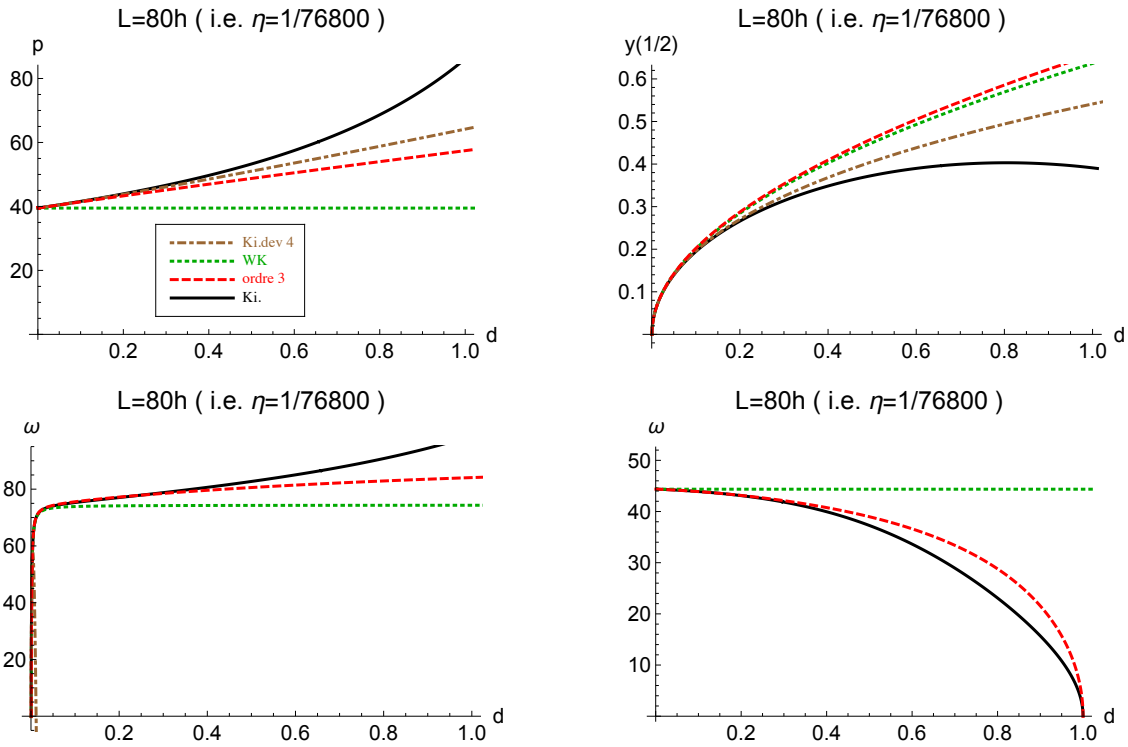 L=80h ( i.e. η=1/76800 )
p
80
60
40
20
0.2 0.4 0.6 0.8 1.0 d
Ki.dev 4
WK
ordre 3
Ki.
L=80h ( i.e. η=1/76800 )
y(1/2)
0.6
0.5
0.4
0.3
0.2
0.1
0.2 0.4 0.6 0.8 1.0 d
L=80h ( i.e. η=1/76800 )
ω
80
60
40
20
0.2 0.4 0.6 0.8 1.0 d
L=80h ( i.e. η=1/76800 )
ω
50
40
30
20
10
0.2 0.4 0.6 0.8 1.0 d